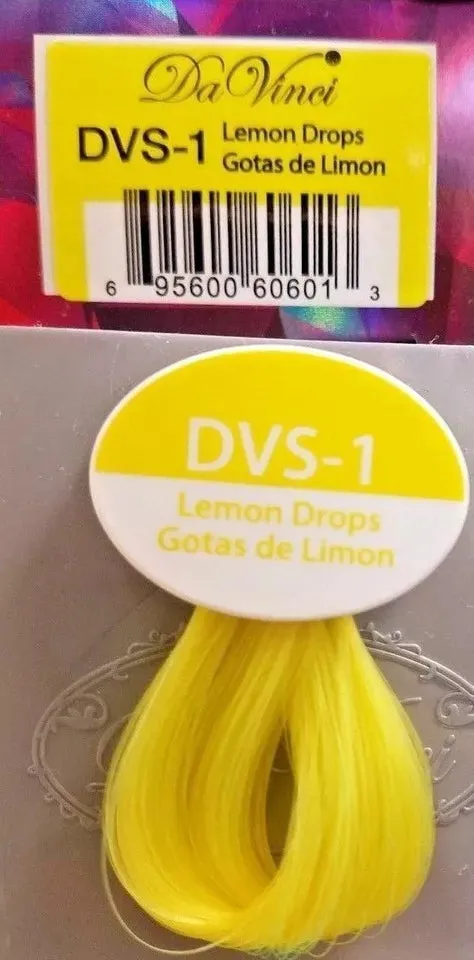 Da Vinci
DVS-1 Lemon Drops
Gotas de Limon
6 95600 60601 3
DVS-1
Lemon Drops
Gotas de Limon